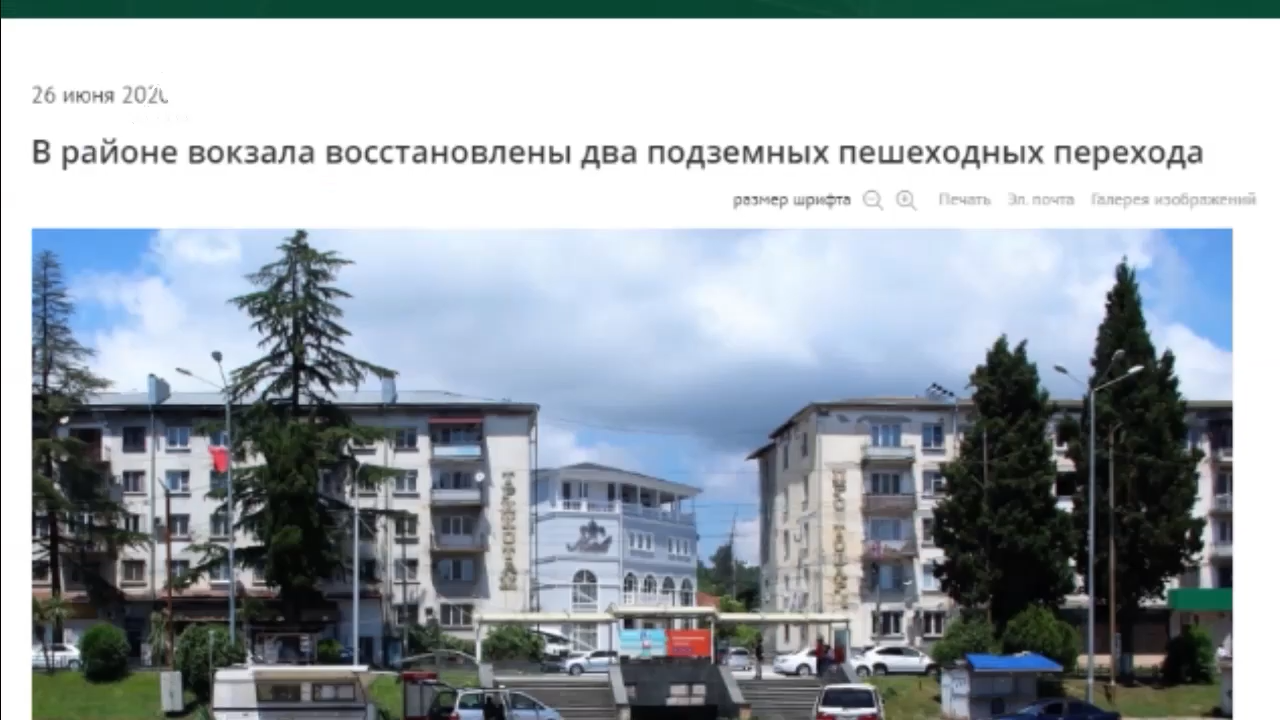 26 июня 2020
В районе вокзала восстановлены два подземных пешеходных перехода
размер шрифта Печать Эл. почта Галерея изображений